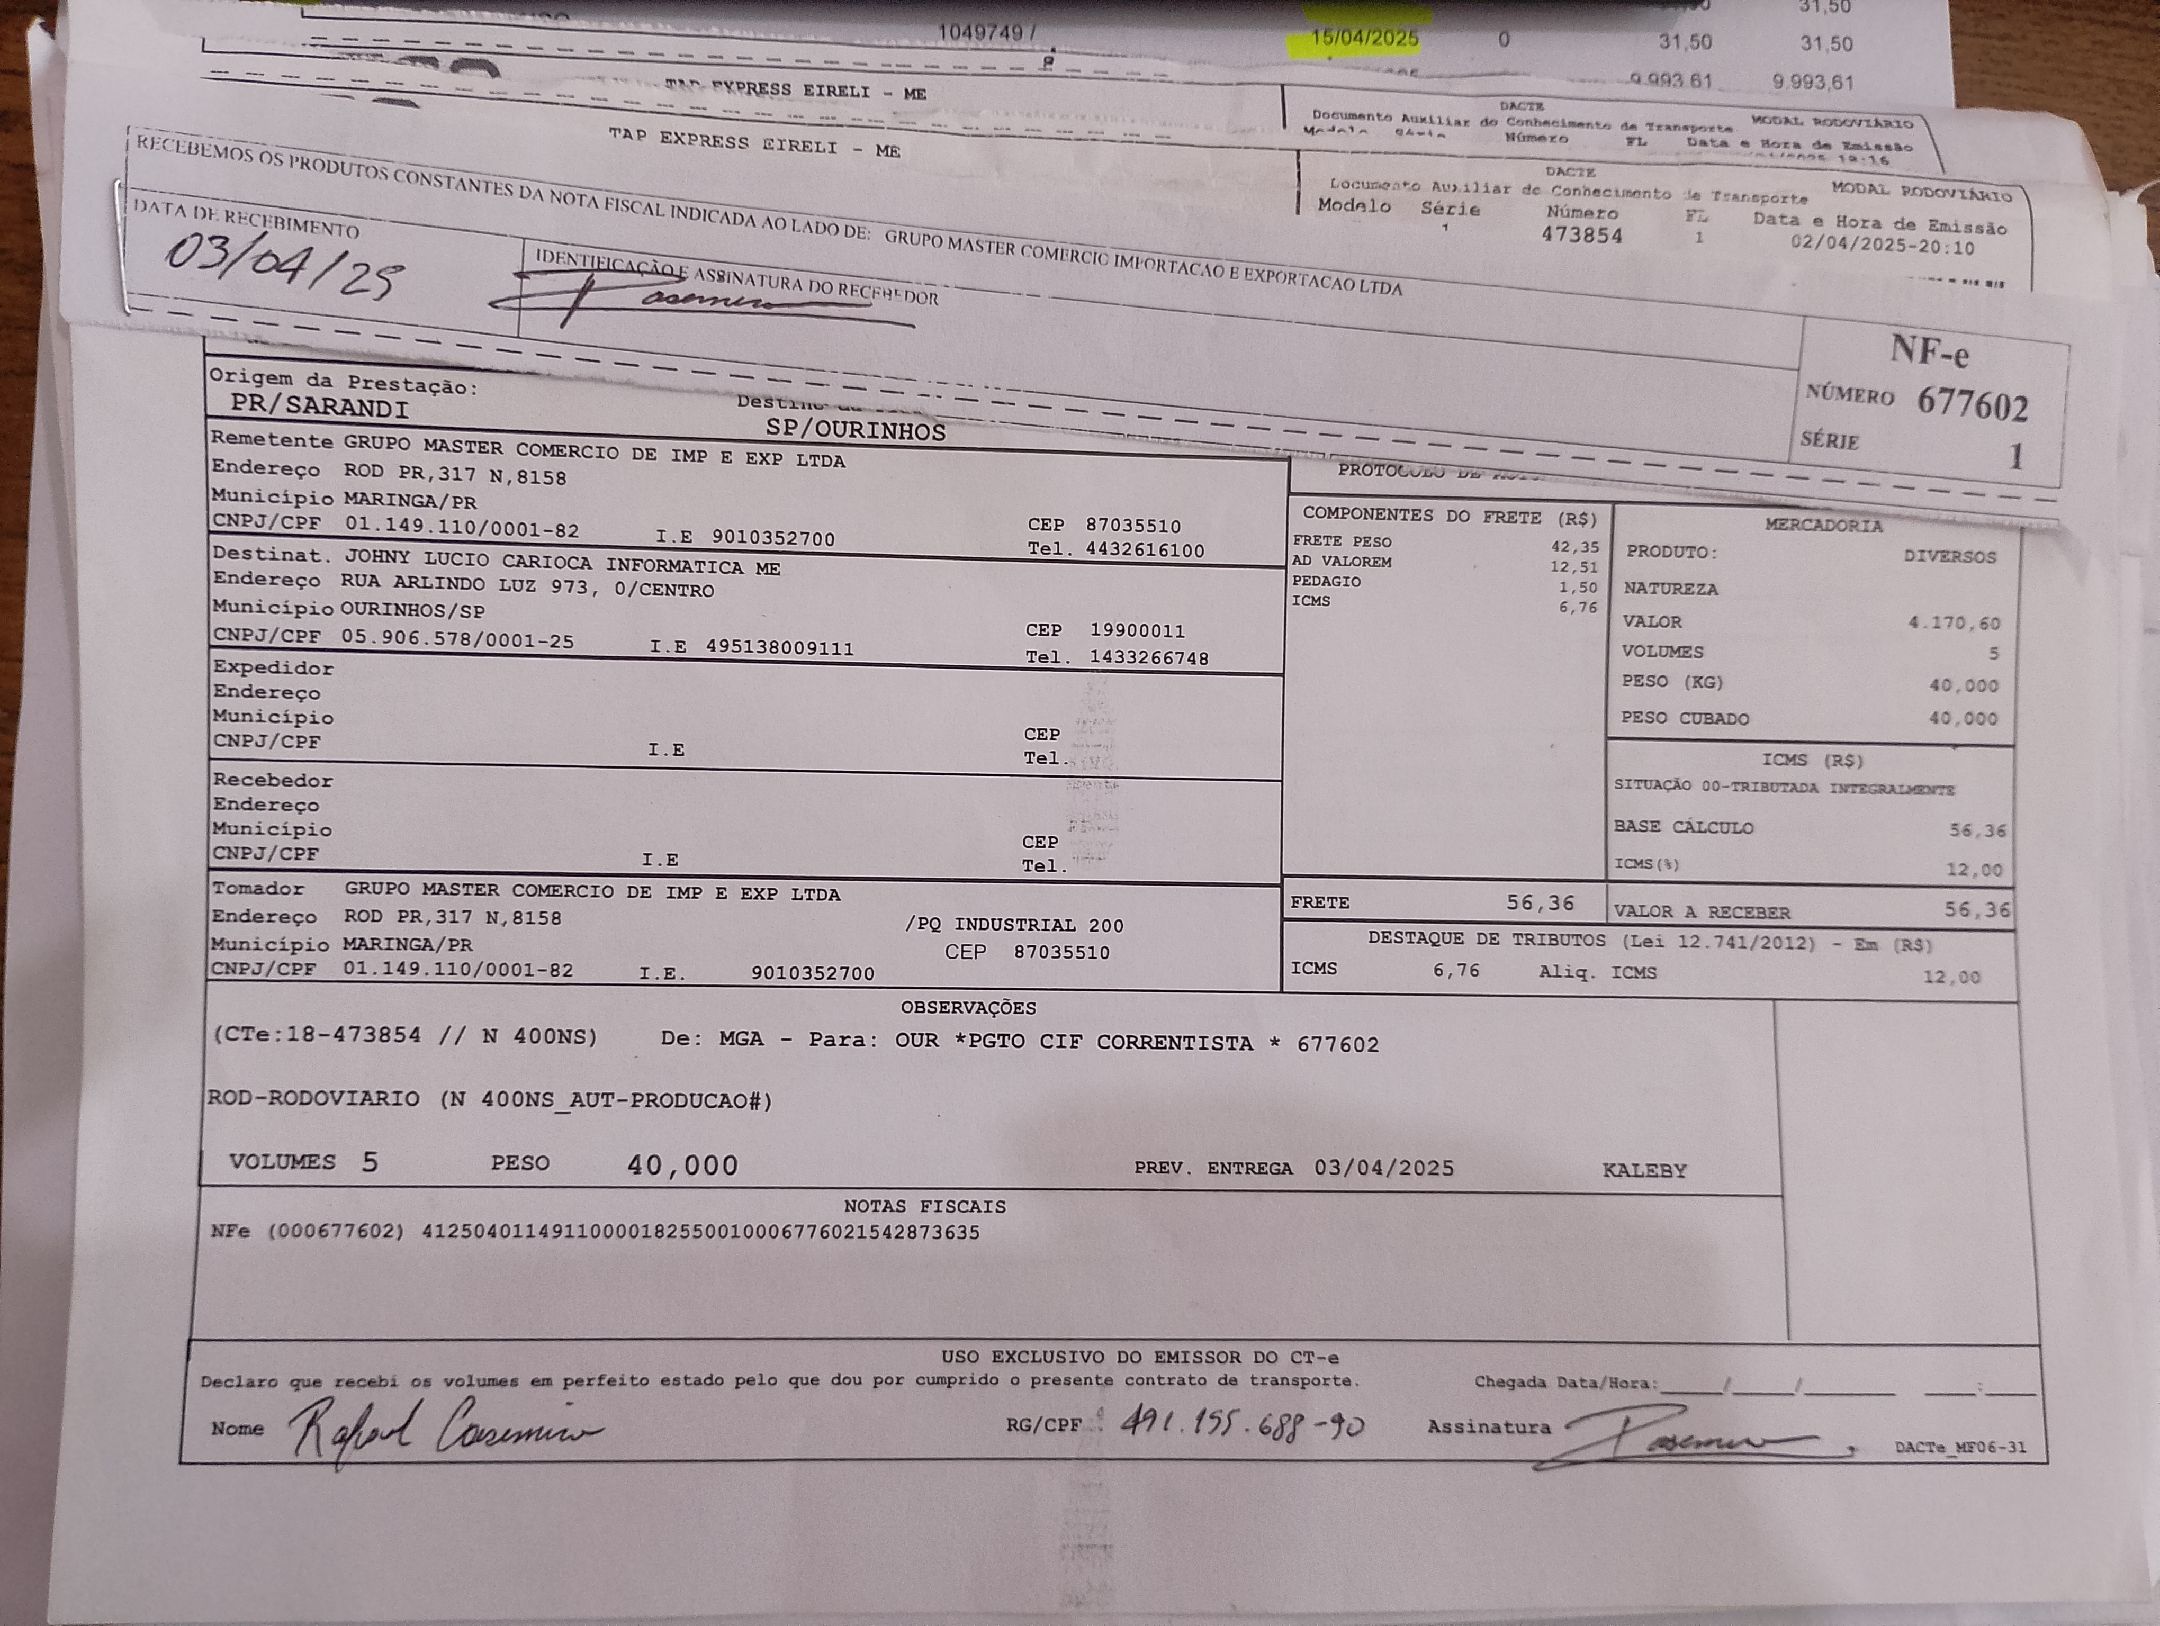 31,50
1049749 / 15/04/2025 0 31,50 31,50
9.993,61 9.993,61
TAP EXPRESS EIRELI - ME
DACTE MODAL RODOVIÁRIO
Documento Auxiliar do Conhecimento de Transporte
Modelo Série Número FL Data e Hora de Emissão
TAP EXPRESS EIRELI - ME
DACTE MODAL RODOVIÁRIO
Documento Auxiliar do Conhecimento de Transporte
Modelo Série Número FL Data e Hora de Emissão
1 473854 1 02/04/2025-20:10
RECEBEMOS OS PRODUTOS CONSTANTES DA NOTA FISCAL INDICADA AO LADO DE: GRUPO MASTER COMERCIO IMPORTACAO E EXPORTACAO LTDA
DATA DE RECEBIMENTO
03/04/25
IDENTIFICAÇÃO E ASSINATURA DO RECEBEDOR
Casemiro
NF-e
NÚMERO 677602
SÉRIE 1
Origem da Prestação:
PR/SARANDI
SP/OURINHOS
Remetente GRUPO MASTER COMERCIO DE IMP E EXP LTDA
Endereço ROD PR,317 N,8158
Município MARINGA/PR
CNPJ/CPF 01.149.110/0001-82 I.E 9010352700
CEP 87035510
Tel. 4432616100
Destinat. JOHNY LUCIO CARIOCA INFORMATICA ME
Endereço RUA ARLINDO LUZ 973, 0/CENTRO
Município OURINHOS/SP
CNPJ/CPF 05.906.578/0001-25 I.E 495138009111
CEP 19900011
Tel. 1433266748
Expedidor
Endereço
Município
CNPJ/CPF I.E
CEP
Tel.
Recebedor
Endereço
Município
CNPJ/CPF I.E
CEP
Tel.
Tomador GRUPO MASTER COMERCIO DE IMP E EXP LTDA
Endereço ROD PR,317 N,8158 /PQ INDUSTRIAL 200
Município MARINGA/PR CEP 87035510
CNPJ/CPF 01.149.110/0001-82 I.E. 9010352700
PROTOCOLO DE
COMPONENTES DO FRETE (R$)
FRETE PESO 42,35
AD VALOREM 12,51
PEDAGIO 1,50
ICMS 6,76
MERCADORIA
PRODUTO: DIVERSOS
NATUREZA
VALOR 4.170,60
VOLUMES 5
PESO (KG) 40,000
PESO CUBADO 40,000
ICMS (R$)
SITUAÇÃO 00-TRIBUTADA INTEGRALMENTE
BASE CÁLCULO 56,36
ICMS(%) 12,00
FRETE 56,36 VALOR A RECEBER 56,36
DESTAQUE DE TRIBUTOS (Lei 12.741/2012) - Em (R$)
ICMS 6,76 Aliq. ICMS 12,00
OBSERVAÇÕES
(CTe:18-473854 // N 400NS) De: MGA - Para: OUR *PGTO CIF CORRENTISTA * 677602
ROD-RODOVIARIO (N 400NS_AUT-PRODUCAO#)
VOLUMES 5 PESO 40,000 PREV. ENTREGA 03/04/2025 KALEBY
NOTAS FISCAIS
NFe (000677602) 41250401149110000182550010006776021542873635
USO EXCLUSIVO DO EMISSOR DO CT-e
Declaro que recebi os volumes em perfeito estado pelo que dou por cumprido o presente contrato de transporte. Chegada Data/Hora:____/____/______ ____:____
Nome Rafael Casemiro RG/CPF 491.155.688-90 Assinatura Casemiro DACTe_MF06-31